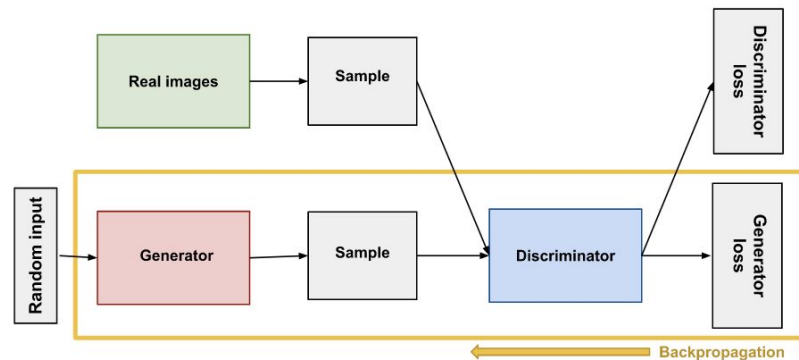 Real images
Sample
Discriminator
loss
Random input
Generator
Sample
Discriminator
Generator
loss
Backpropagation